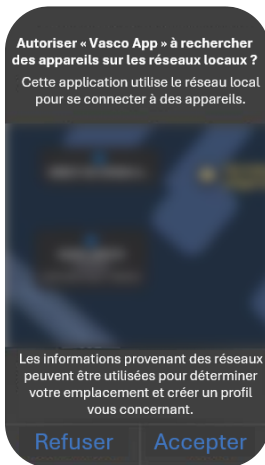 Autoriser « Vasco App » à rechercher
des appareils sur les réseaux locaux ?
Cette application utilise le réseau local
pour se connecter à des appareils.
Les informations provenant des réseaux
peuvent être utilisées pour déterminer
votre emplacement et créer un profil
vous concernant.
Refuser Accepter